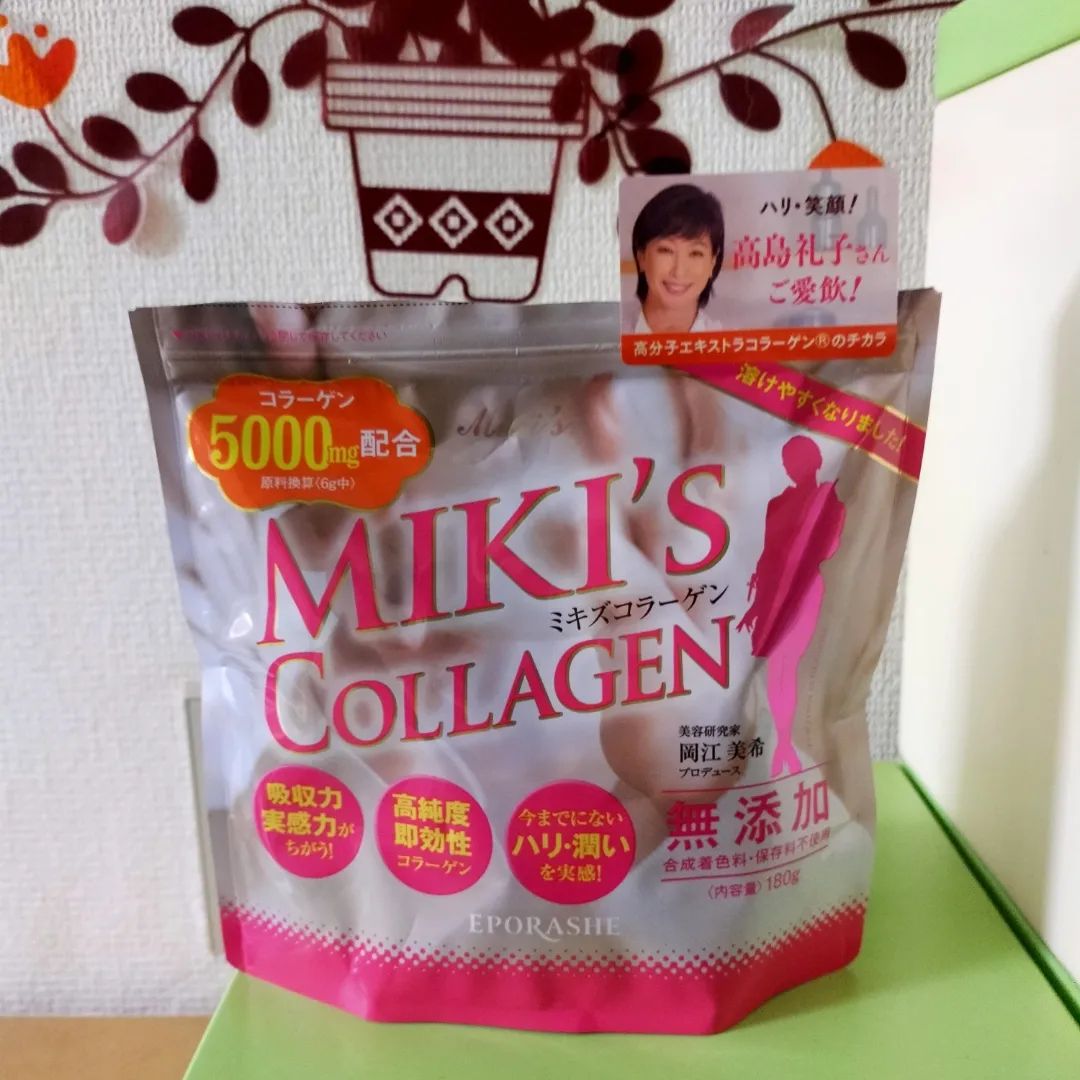 ハリ・笑顔!
高島礼子さん
ご愛飲!
高分子エキストラコラーゲン®のチカラ
してください
溶けやすくなりました!
コラーゲン
5000mg配合
原料換算(6g中)
Miki's
MIKI'S
ミキズコラーゲン
COLLAGEN
美容研究家
岡江 美希
プロデュース
吸収力
実感力が
ちがう!
高純度
即効性
コラーゲン
今までにない
ハリ・潤い
を実感!
無添加
合成着色料・保存料不使用
〈内容量〉180g
EPORASHE